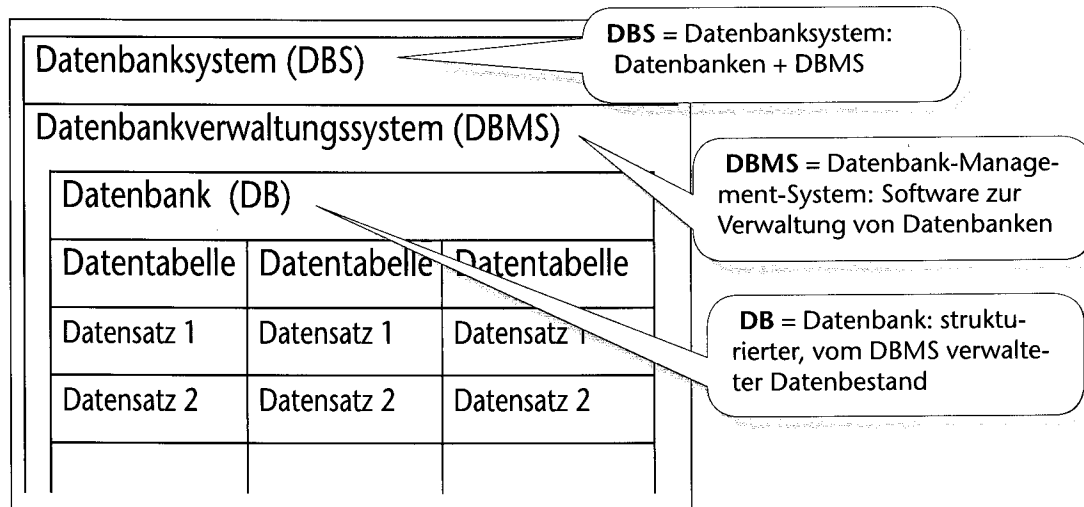 Datenbanksystem (DBS)
DBS = Datenbanksystem:
Datenbanken + DBMS
Datenbankverwaltungssystem (DBMS)
DBMS = Datenbank-Manage-
ment-System: Software zur
Verwaltung von Datenbanken
Datenbank (DB)
Datentabelle Datentabelle Datentabelle
Datensatz 1 Datensatz 1 Datensatz 1
Datensatz 2 Datensatz 2 Datensatz 2
DB = Datenbank: struktu-
rierter, vom DBMS verwalte-
ter Datenbestand